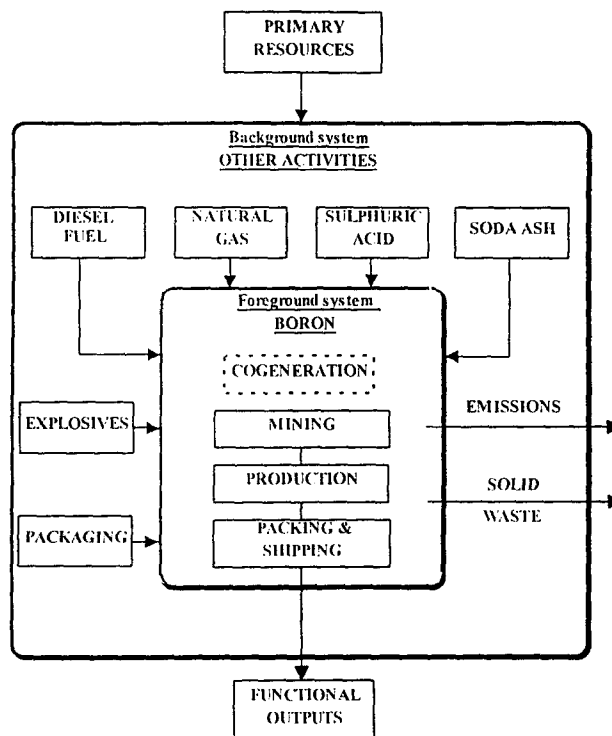 PRIMARY
RESOURCES
Background system
OTHER ACTIVITIES
DIESEL
FUEL
NATURAL
GAS
SULPHURIC
ACID
SODA ASH
Foreground system
BORON
COGENERATION
EXPLOSIVES
MINING
EMISSIONS
PRODUCTION
SOLID
WASTE
PACKAGING
PACKING &
SHIPPING
FUNCTIONAL
OUTPUTS